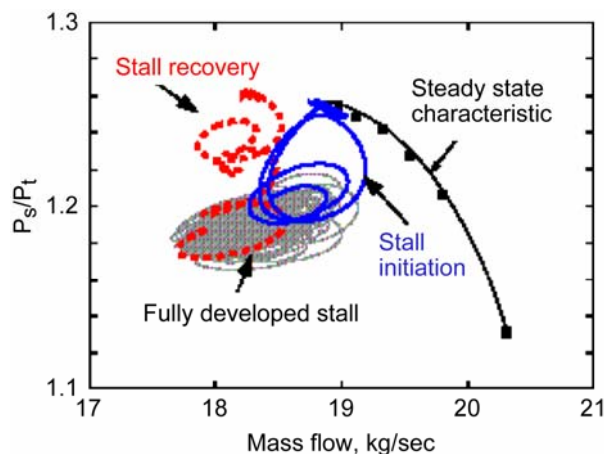 1.3
Stall recovery
Steady state
characteristic
Ps/Pt
1.2
Stall
initiation
Fully developed stall
1.1
17
18
19
20
21
Mass flow, kg/sec